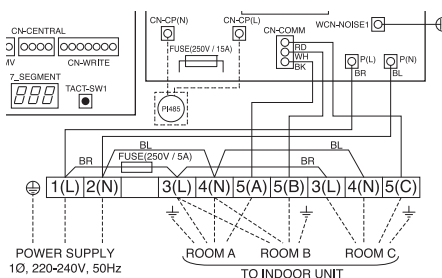 CN-CENTRAL
MV
CN-WRITE
7_SEGMENT
TACT-SW1
CN-CP(N)
CN-CP(L)
CN-COMM
WCN-NOISE1
FUSE(250V / 15A)
RD
WH
BK
P(L)
P(N)
BR
BL
PI485
BL
BL
BR
FUSE(250V / 5A)
BR
1(L)
2(N)
3(L)
4(N)
5(A)
5(B)
3(L)
4(N)
5(C)
POWER SUPPLY
1Ø, 220-240V, 50Hz
ROOM A
ROOM B
ROOM C
TO INDOOR UNIT